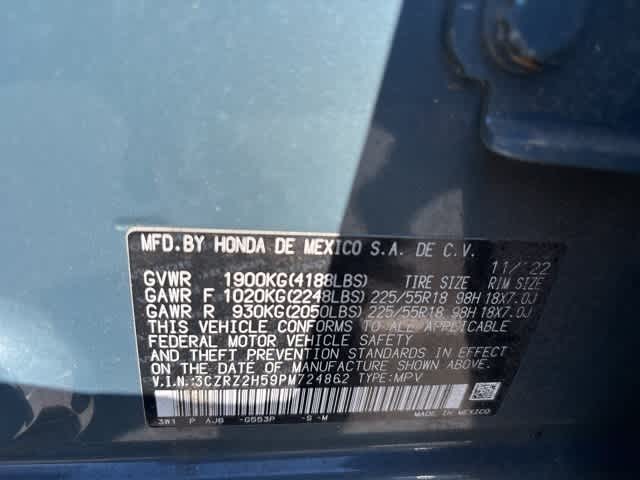 MFD.BY HONDA DE MEXICO S.A. DE C.V.
11/'22
GVWR 1900KG(4188LBS) TIRE SIZE RIM SIZE
GAWR F 1020KG(2248LBS) 225/55R18 98H 18X7.0J
GAWR R 930KG(2050LBS) 225/55R18 98H 18X7.0J
THIS VEHICLE CONFORMS TO ALL APPLICABLE
FEDERAL MOTOR VEHICLE SAFETY STANDARDS IN EFFECT
ON THE DATE OF MANUFACTURE SHOWN ABOVE.
V.I.N.:3CZRZ2H59PM724862 TYPE:MPV
3W1 P AJB -G553P -S -M
MADE IN MEXICO